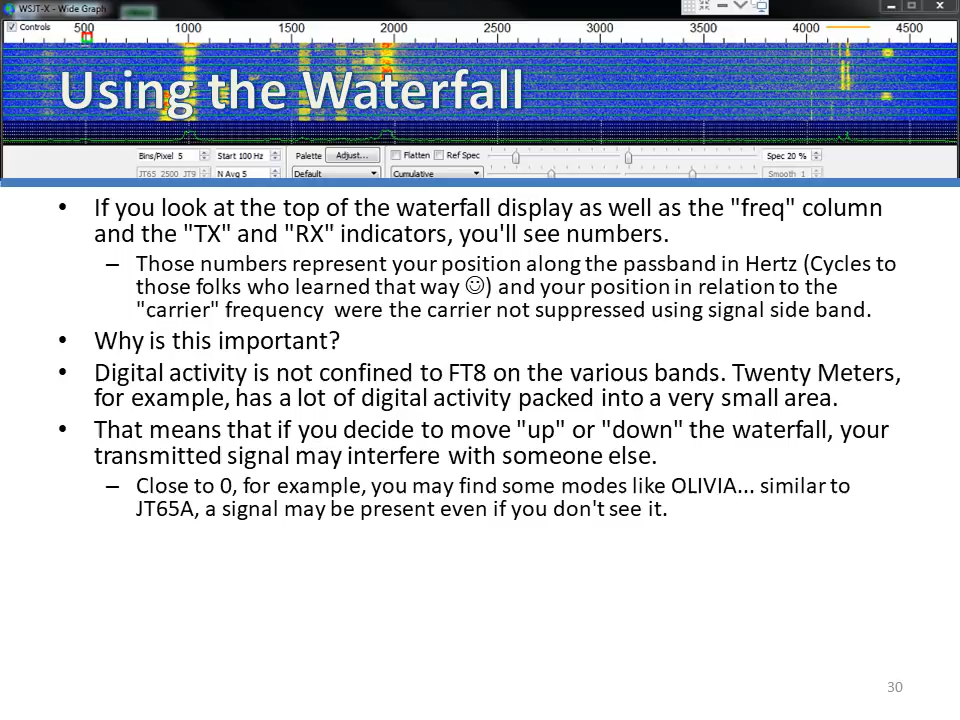 WSJT-X - Wide Graph
Controls 500 1000 1500 2000 2500 3000 3500 4000 4500
Using the Waterfall
Bins/Pixel 5 Start 100 Hz Palette Adjust... Flatten Ref Spec Spec 20 %
JT65 2500 JT9 N Avg 5 Default Cumulative Smooth 1
• If you look at the top of the waterfall display as well as the "freq" column
and the "TX" and "RX" indicators, you'll see numbers.
– Those numbers represent your position along the passband in Hertz (Cycles to
those folks who learned that way ☺) and your position in relation to the
"carrier" frequency were the carrier not suppressed using signal side band.
• Why is this important?
• Digital activity is not confined to FT8 on the various bands. Twenty Meters,
for example, has a lot of digital activity packed into a very small area.
• That means that if you decide to move "up" or "down" the waterfall, your
transmitted signal may interfere with someone else.
– Close to 0, for example, you may find some modes like OLIVIA... similar to
JT65A, a signal may be present even if you don't see it.
30